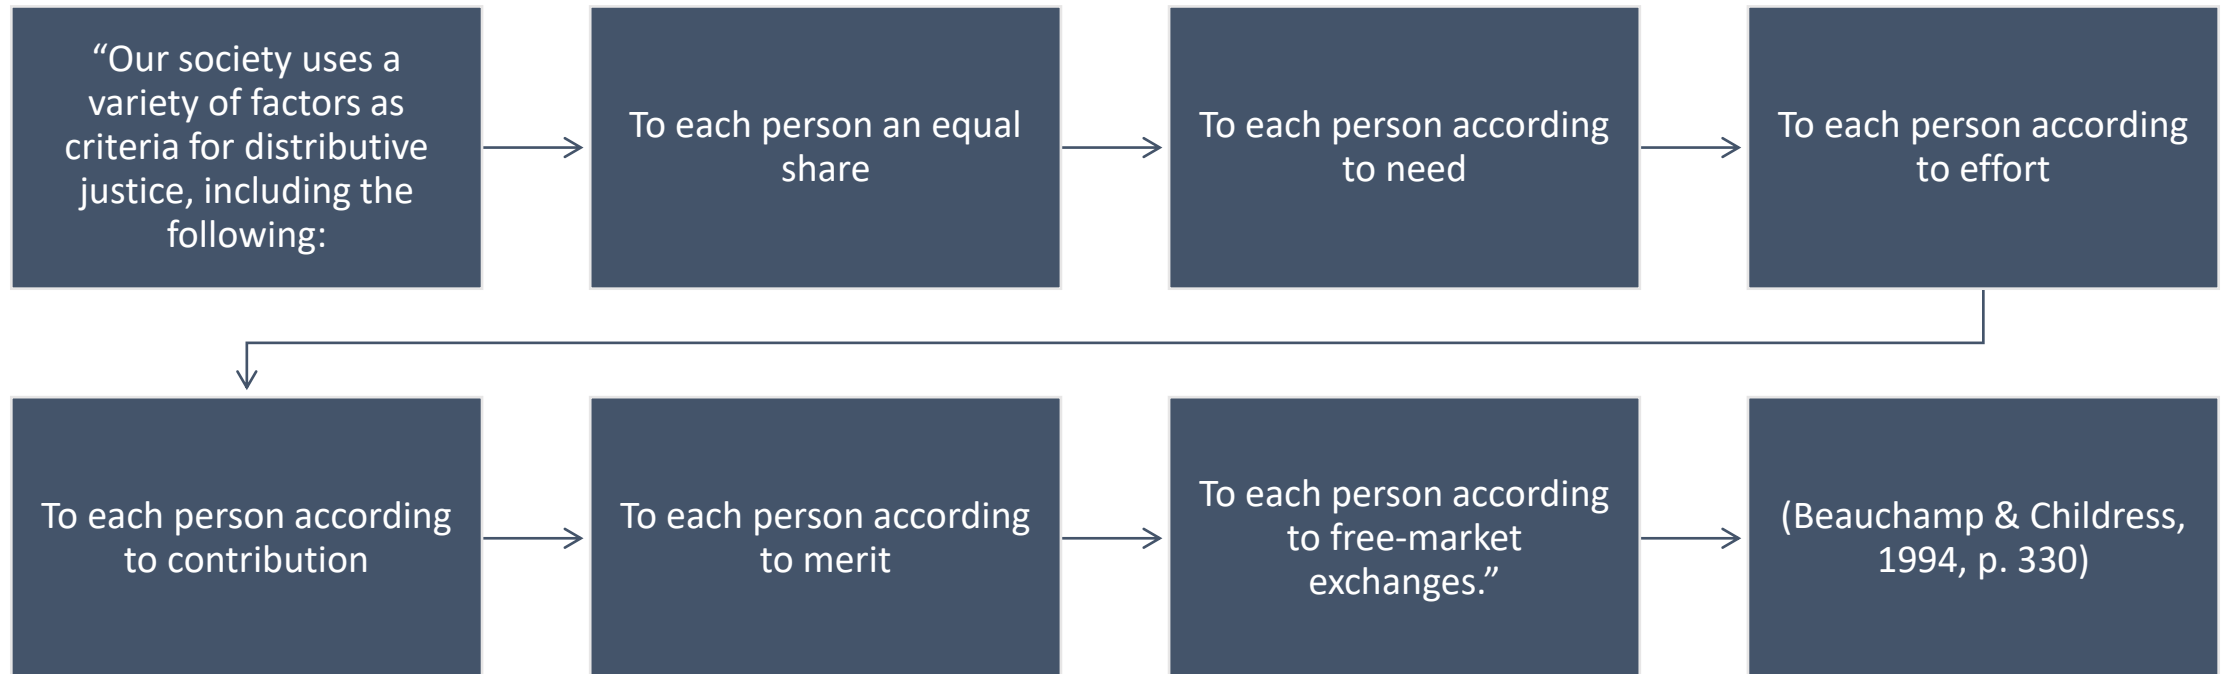 “Our society uses a
variety of factors as
criteria for distributive
justice, including the
following:
To each person an equal
share
To each person according
to need
To each person according
to effort
To each person according
to contribution
To each person according
to merit
To each person according
to free-market
exchanges.”
(Beauchamp & Childress,
1994, p. 330)